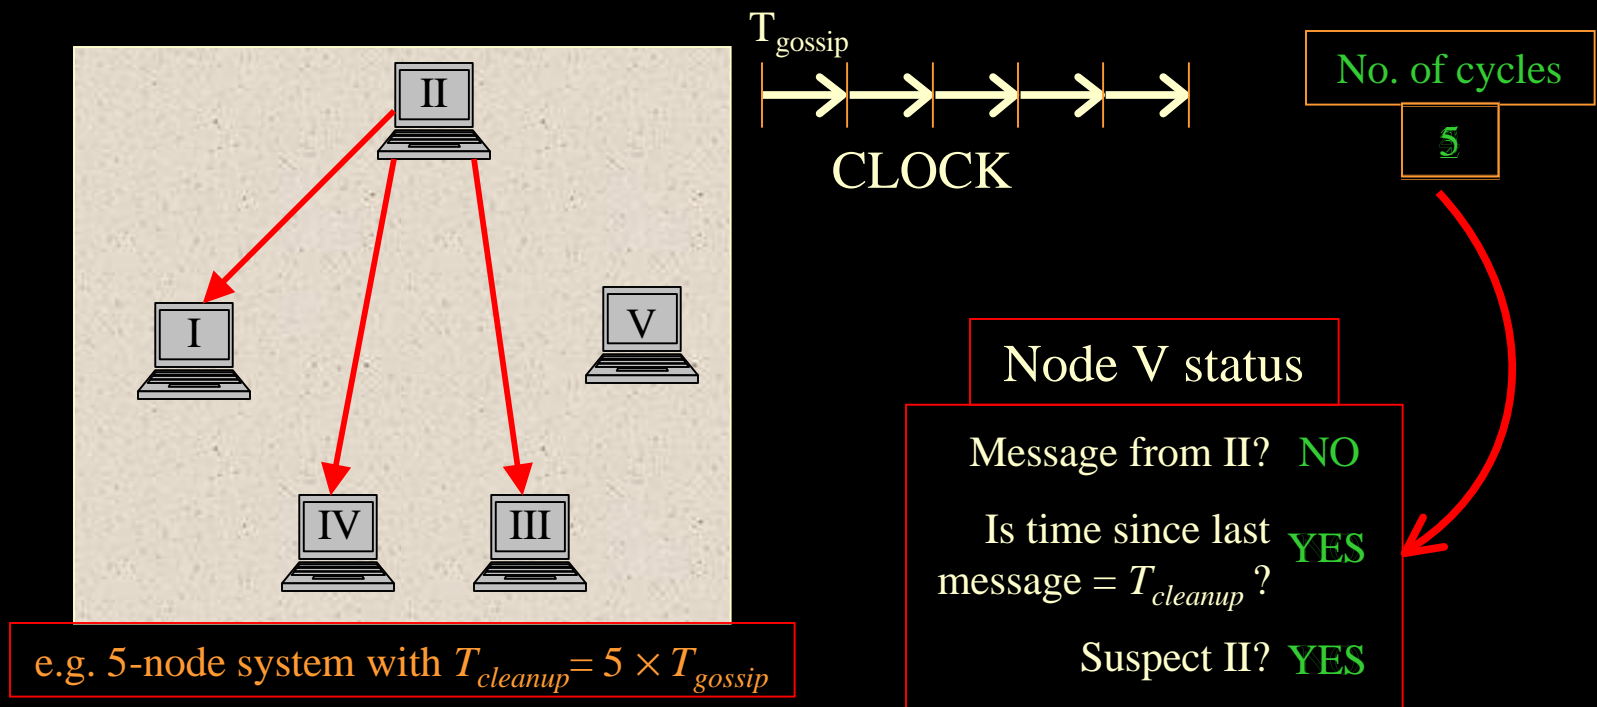 T_gossip
No. of cycles
II
5
CLOCK
I
V
Node V status
Message from II? NO
IV
III
Is time since last
message = T_cleanup ?
YES
Suspect II? YES
e.g. 5-node system with T_cleanup= 5 × T_gossip